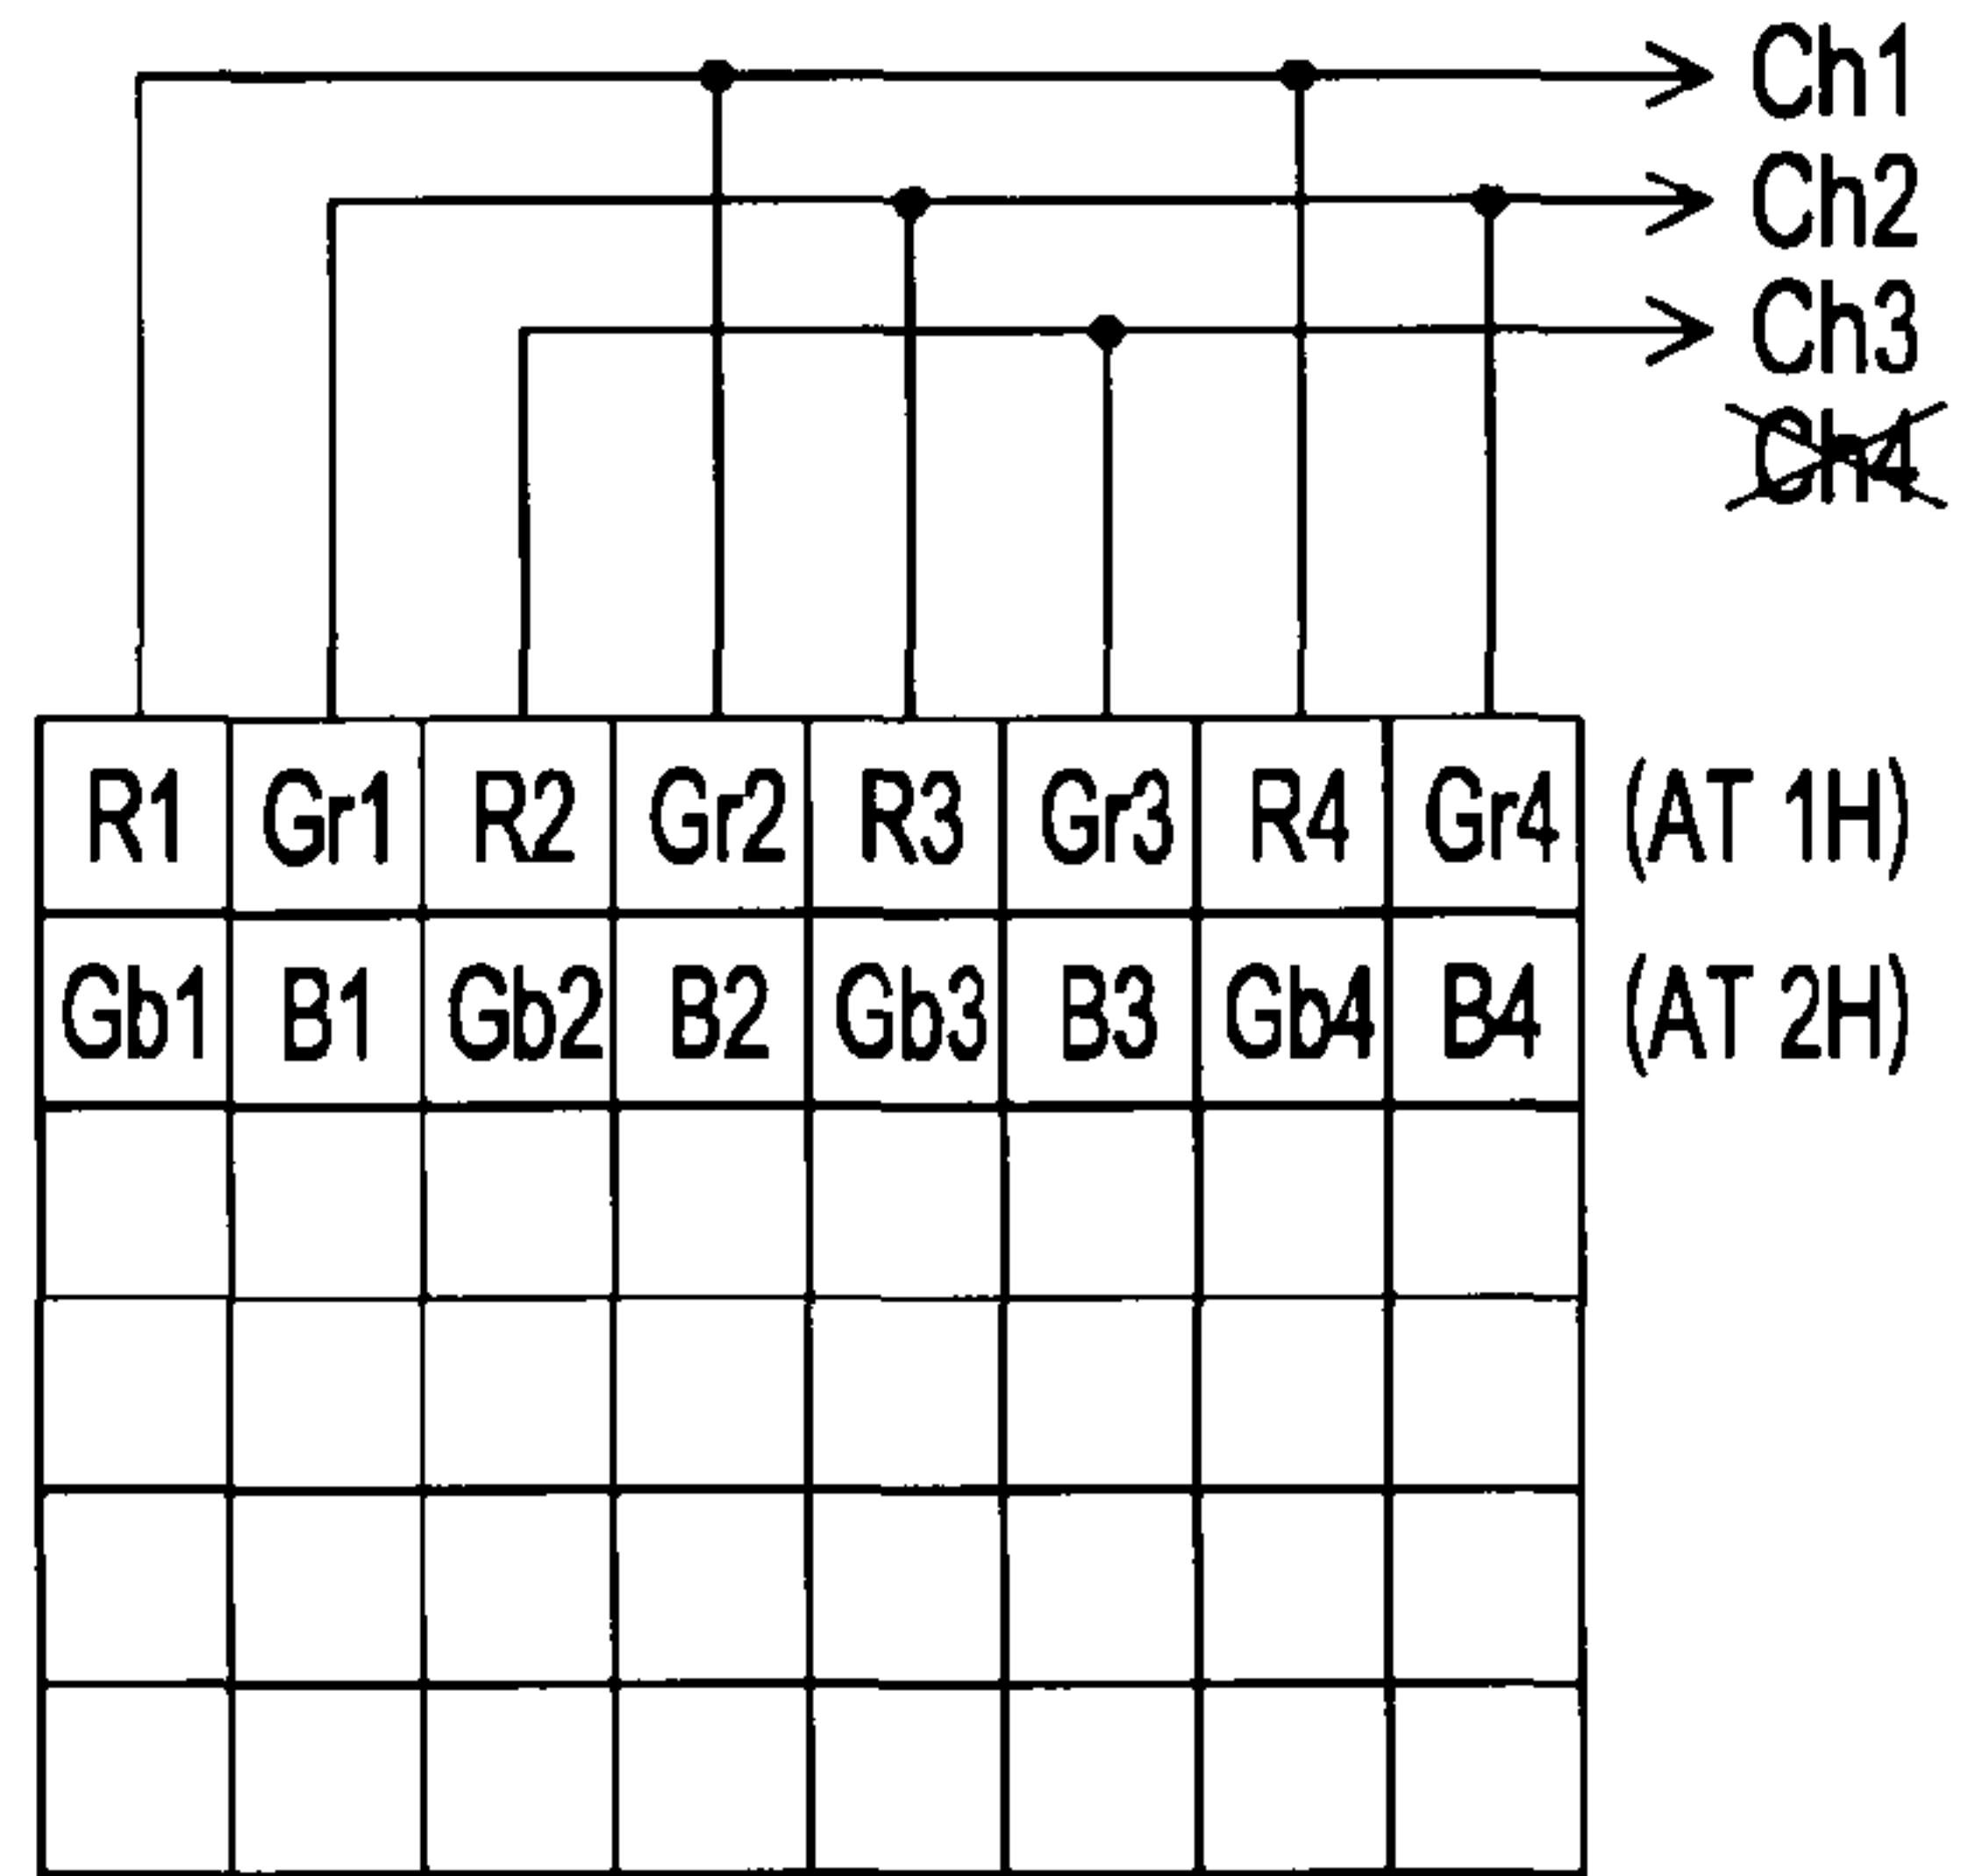 Ch1
Ch2
Ch3
Ch4
R1 Gr1 R2 Gr2 R3 Gr3 R4 Gr4 (AT 1H)
Gb1 B1 Gb2 B2 Gb3 B3 Gb4 B4 (AT 2H)